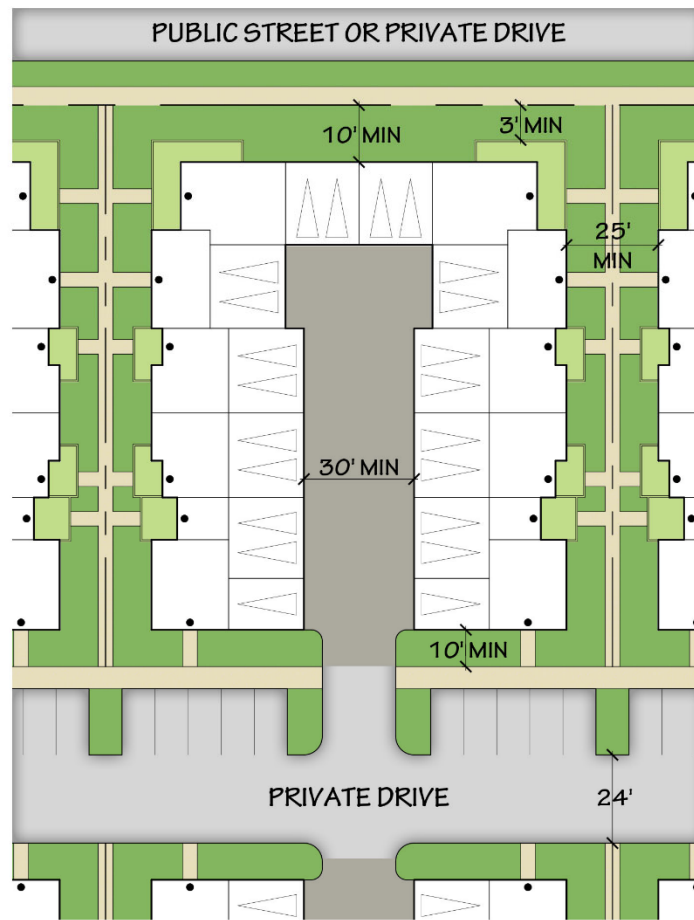 PUBLIC STREET OR PRIVATE DRIVE
10' MIN
3' MIN
25'
MIN
30' MIN
10' MIN
PRIVATE DRIVE
24'